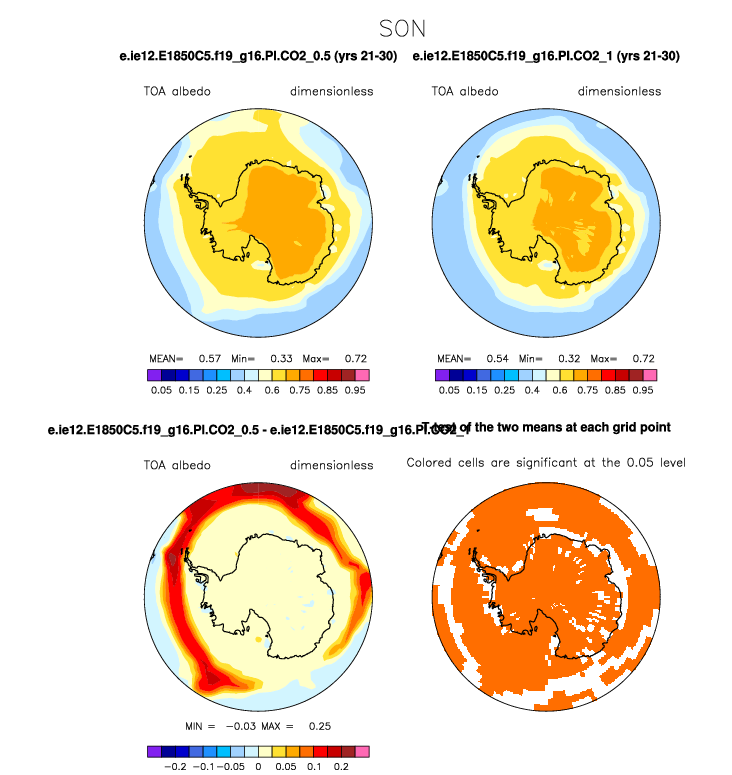 SON
e.ie12.E1850C5.f19_g16.PI.CO2_0.5 (yrs 21-30) e.ie12.E1850C5.f19_g16.PI.CO2_1 (yrs 21-30)
TOA albedo dimensionless TOA albedo dimensionless
MEAN= 0.57 Min= 0.33 Max= 0.72 MEAN= 0.54 Min= 0.32 Max= 0.72
0.05 0.15 0.25 0.4 0.6 0.75 0.85 0.95 0.05 0.15 0.25 0.4 0.6 0.75 0.85 0.95
e.ie12.E1850C5.f19_g16.PI.CO2_0.5 - e.ie12.E1850C5.f19_g16.PI.CO2_1 T-test of the two means at each grid point
TOA albedo dimensionless Colored cells are significant at the 0.05 level
MIN = -0.03 MAX = 0.25
-0.2 -0.1 -0.05 0 0.05 0.1 0.2